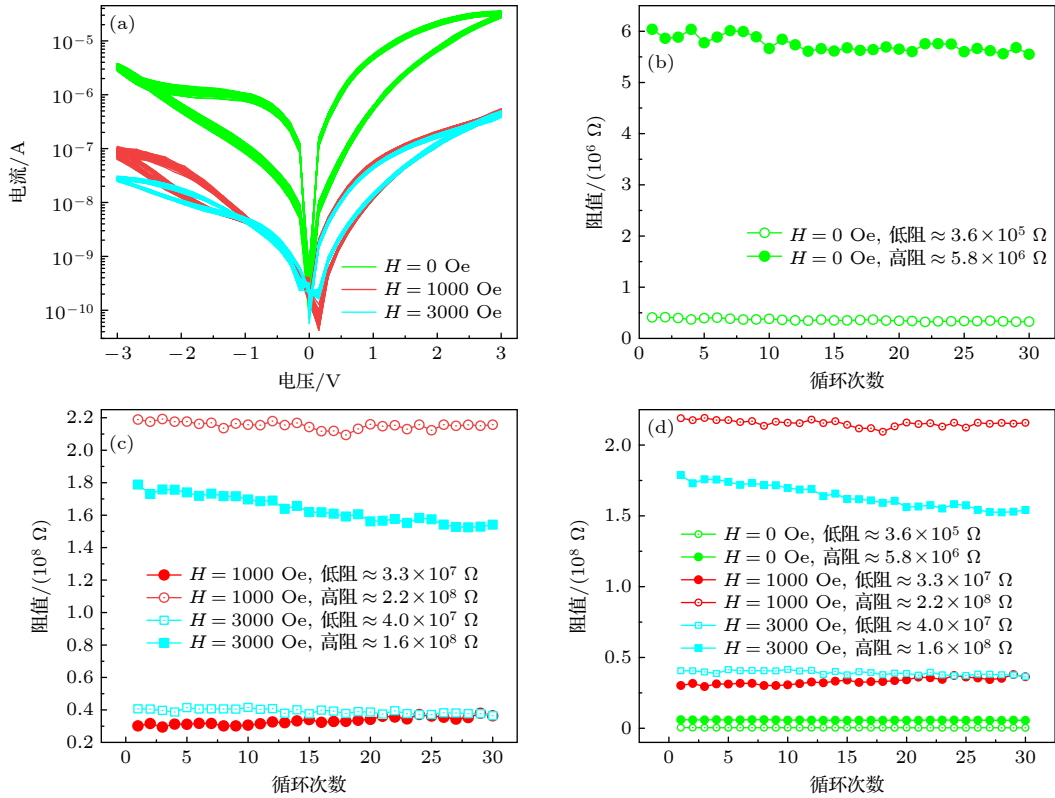 (a)
电流/A
10⁻⁵
10⁻⁶
10⁻⁷
10⁻⁸
10⁻⁹
10⁻¹⁰
H = 0 Oe
H = 1000 Oe
H = 3000 Oe
−3 −2 −1 0 1 2 3
电压/V
(b)
阻值/(10⁶ Ω)
6
5
4
3
2
1
0
H = 0 Oe, 低阻 ≈ 3.6×10⁵ Ω
H = 0 Oe, 高阻 ≈ 5.8×10⁶ Ω
0 5 10 15 20 25 30
循环次数
(c)
阻值/(10⁸ Ω)
2.2
2.0
1.8
1.6
1.4
1.2
1.0
0.8
0.6
0.4
0.2
H = 1000 Oe, 低阻 ≈ 3.3×10⁷ Ω
H = 1000 Oe, 高阻 ≈ 2.2×10⁸ Ω
H = 3000 Oe, 低阻 ≈ 4.0×10⁷ Ω
H = 3000 Oe, 高阻 ≈ 1.6×10⁸ Ω
0 5 10 15 20 25 30
循环次数
(d)
阻值/(10⁸ Ω)
2.0
1.5
1.0
0.5
0
H = 0 Oe, 低阻 ≈ 3.6×10⁵ Ω
H = 0 Oe, 高阻 ≈ 5.8×10⁶ Ω
H = 1000 Oe, 低阻 ≈ 3.3×10⁷ Ω
H = 1000 Oe, 高阻 ≈ 2.2×10⁸ Ω
H = 3000 Oe, 低阻 ≈ 4.0×10⁷ Ω
H = 3000 Oe, 高阻 ≈ 1.6×10⁸ Ω
0 5 10 15 20 25 30
循环次数